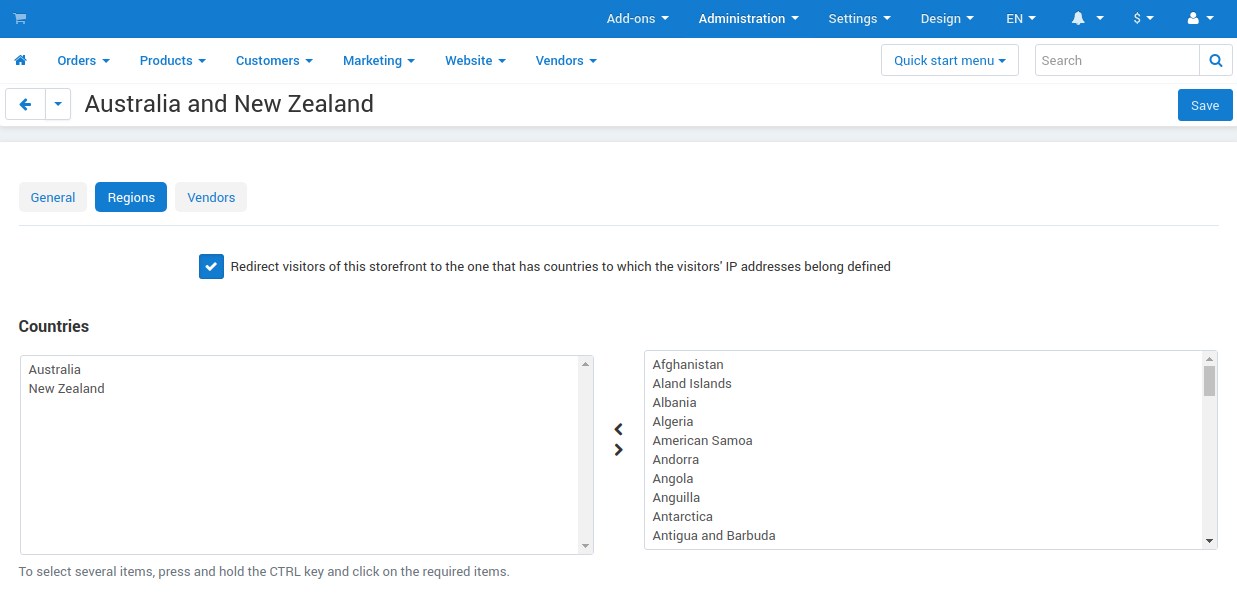 Add-ons Administration Settings Design EN $
Orders Products Customers Marketing Website Vendors Quick start menu Search
Australia and New Zealand Save
General Regions Vendors
Redirect visitors of this storefront to the one that has countries to which the visitors' IP addresses belong defined
Countries
Australia
New Zealand
Afghanistan
Aland Islands
Albania
Algeria
American Samoa
Andorra
Angola
Anguilla
Antarctica
Antigua and Barbuda
To select several items, press and hold the CTRL key and click on the required items.